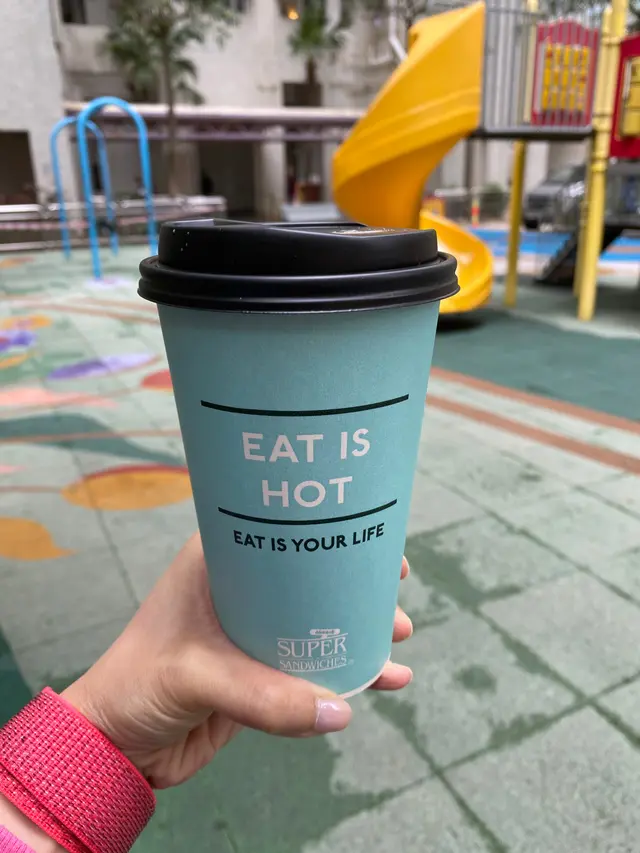 EAT IS
HOT
EAT IS YOUR LIFE
SUPER
SANDWICHES